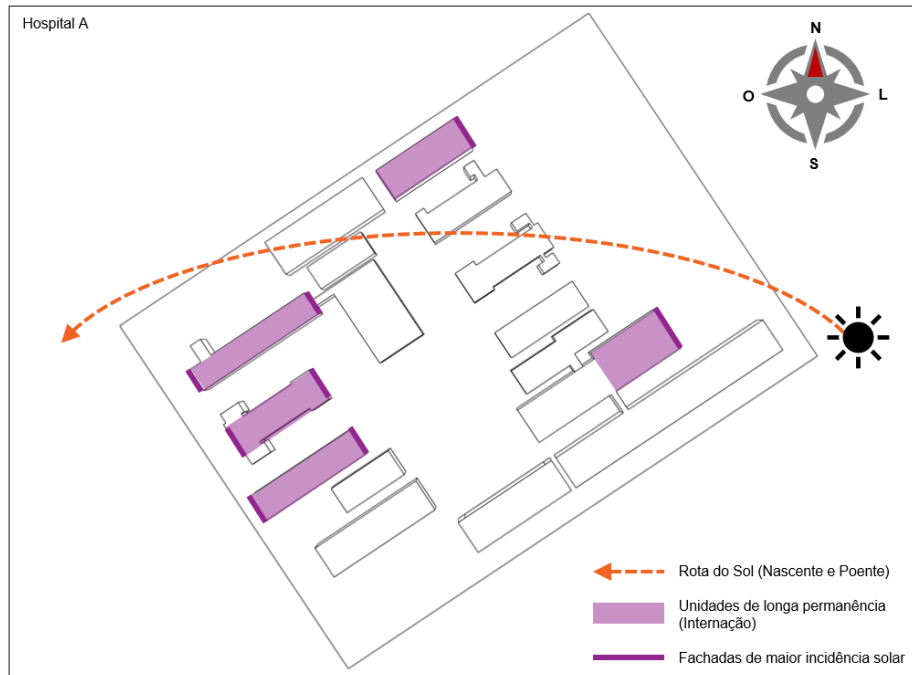 Hospital A
N
O
L
S
Rota do Sol (Nascente e Poente)
Unidades de longa permanência
(Internação)
Fachadas de maior incidência solar